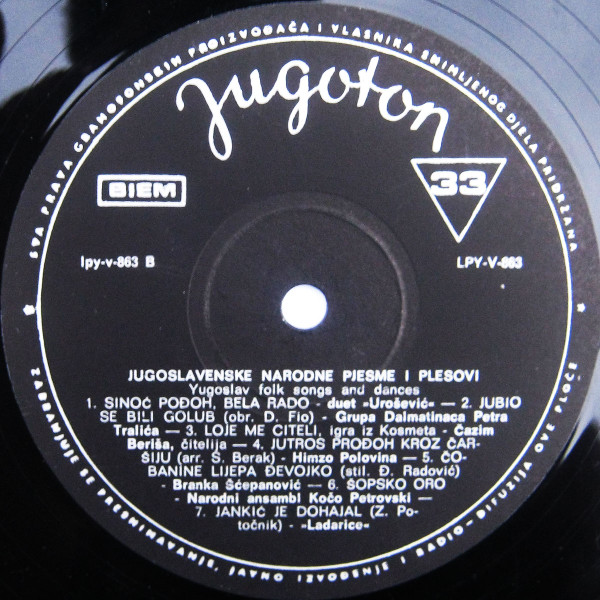 SVA PRAVA GRAMOFONSKIH PROIZVOĐAČA I VLASNIKA SNIMLJENOG DJELA PRIDRŽANA
Jugoton
BIEM
33
lpy-v-863 B
LPY-V-863
JUGOSLAVENSKE NARODNE PJESME I PLESOVI
Yugoslav folk songs and dances
1. SINOĆ POĐOH, BELA RADO - duet »Urošević« — 2. JUBIO
SE BILI GOLUB (obr. D. Fio) - Grupa Dalmatinaca Petra
Tralića — 3. LOJE ME CITELI, igra iz Kosmeta - Ćazim
Beriša, čitelija — 4. JUTROS PROĐOH KROZ ČAR-
ŠIJU (arr. S. Berak) - Himzo Polovina — 5. ČO-
BANINE LIJEPA ĐEVOJKO (stil. Đ. Radović)
- Branka Šćepanović — 6. ŠOPSKO ORO
- Narodni ansambl Kočo Petrovski —
7. JANKIĆ JE DOHAJAL (Z. Po-
točnik) - »Ladarice«
ZABRANJUJE SE PRESNIMAVANJE, JAVNO IZVOĐENJE I RADIO-DIFUZIJA OVE PLOČE